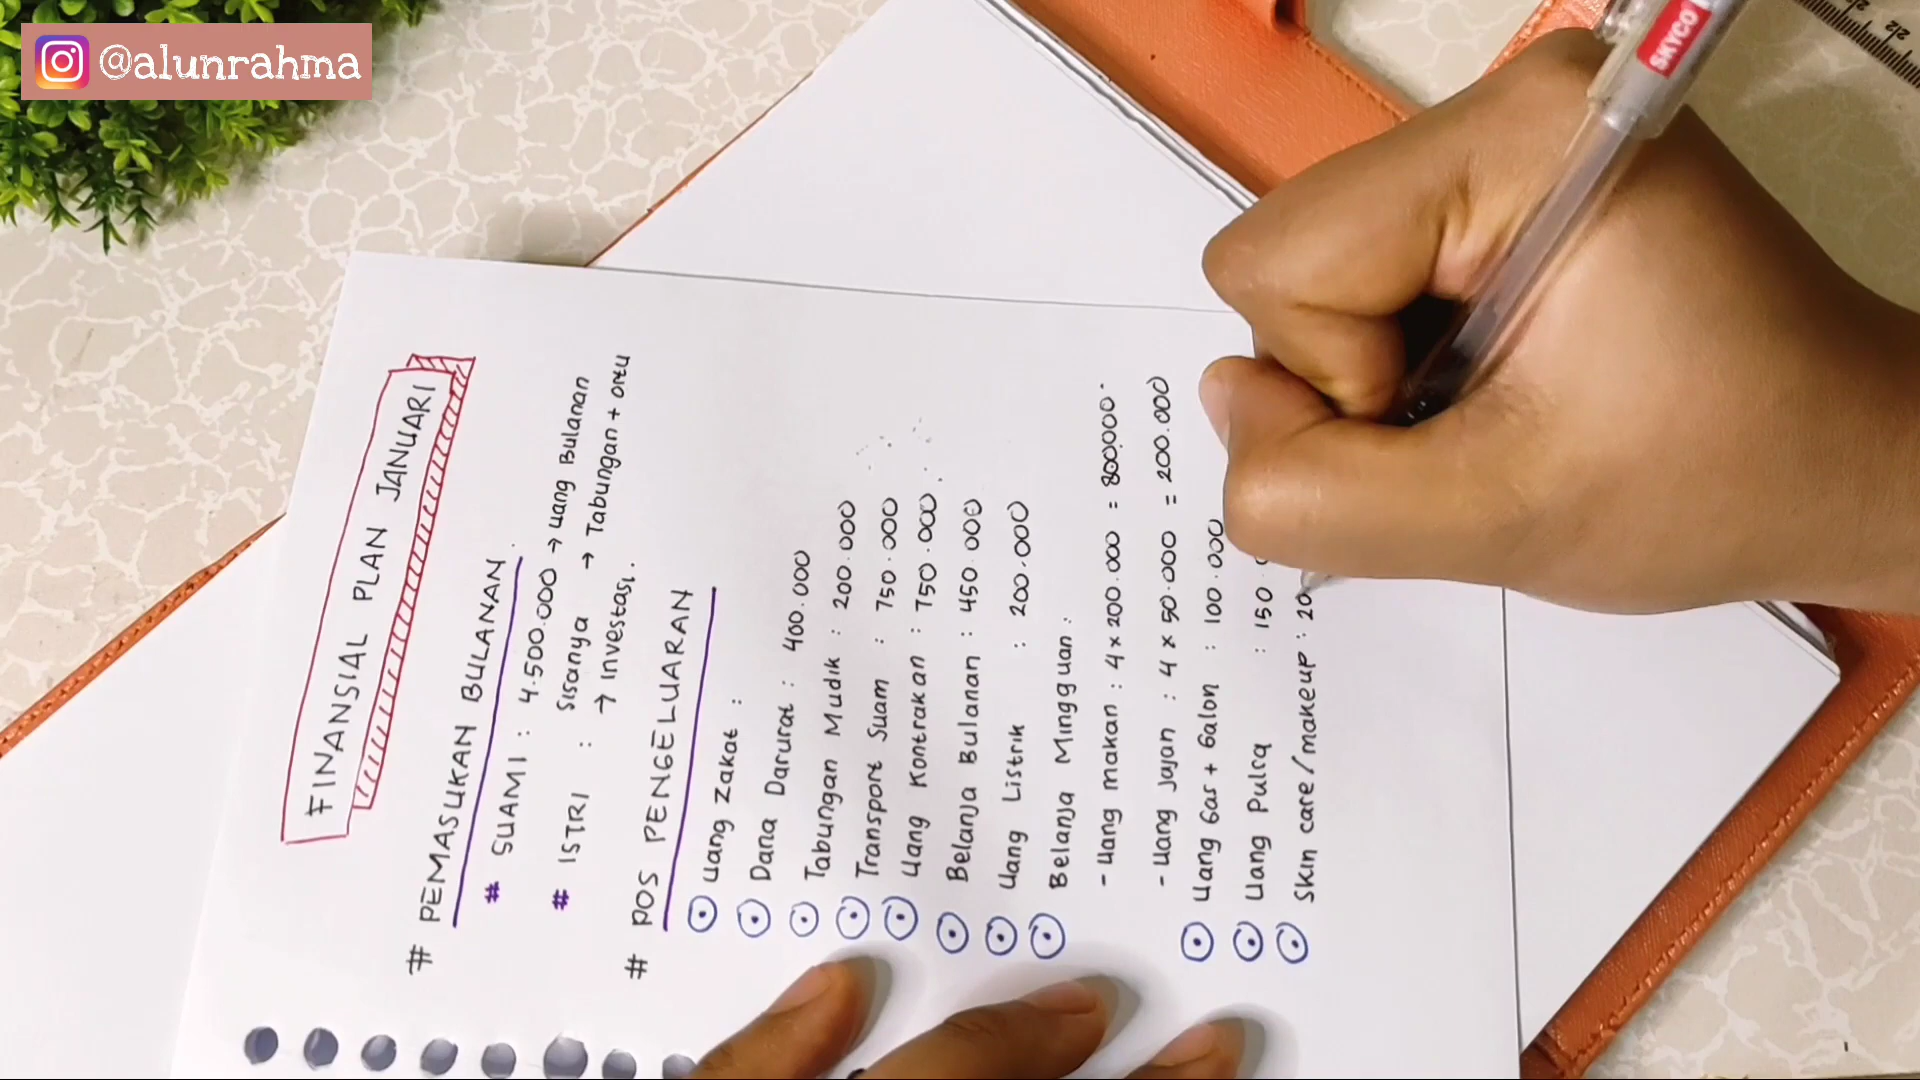 @alunrahma
SKYCO
FINANSIAL PLAN JANUARI
# PEMASUKAN BULANAN
# SUAMI : 4.500.000 → uang Bulanan
Sisanya → Tabungan + ortu
# ISTRI : → Investasi.
# POS PENGELUARAN
uang zakat :
Dana Darurat : 400.000
Tabungan Mudik : 200.000
Transport Suam : 750.000
uang Kontrakan : 750.000.
Belanja Bulanan : 450.000
uang Listrik : 200.000
Belanja Mingguan :
- uang makan : 4 x 200.000 = 800.000.
- uang Jajan : 4 x 50.000 = 200.000
uang Gas + Galon : 100.000
uang Pulsa : 150.
Skin care/makeup : 20